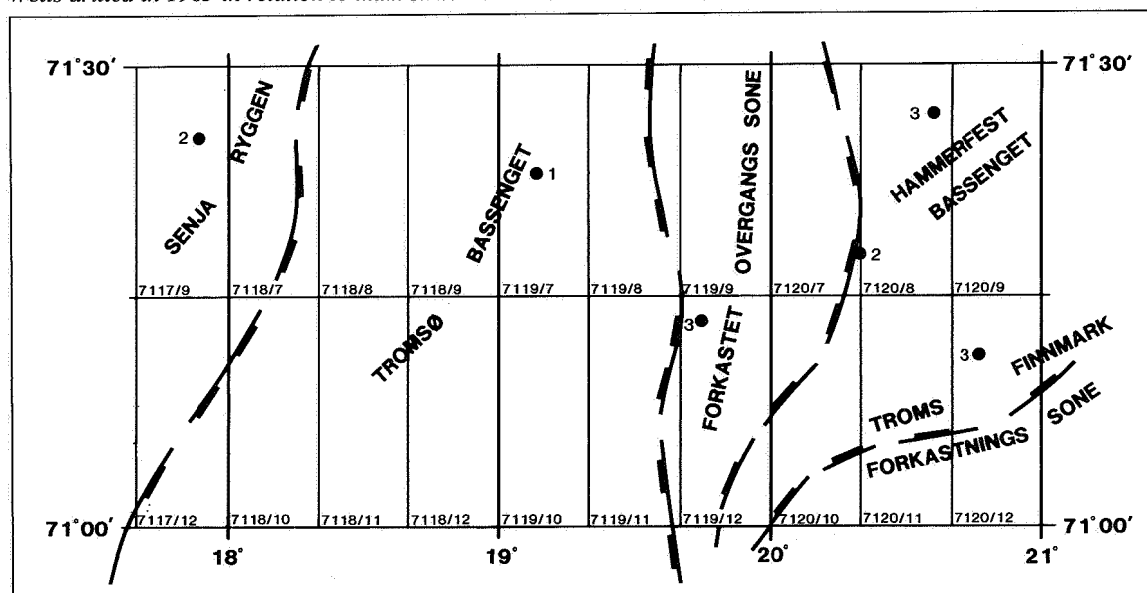 71°30′ 71°30′
SENJA RYGGEN
TROMSØ BASSENGET
FORKASTET OVERGANGS SONE
HAMMERFEST BASSENGET
2
1
3
2
3
3
7117/9 7118/7 7118/8 7118/9 7119/7 7119/8 7119/9 7120/7 7120/8 7120/9
TROMS FINNMARK
FORKASTNINGS SONE
7117/12 7118/10 7118/11 7118/12 7119/10 7119/11 7119/12 7120/10 7120/11 7120/12
71°00′ 71°00′
18° 19° 20° 21°